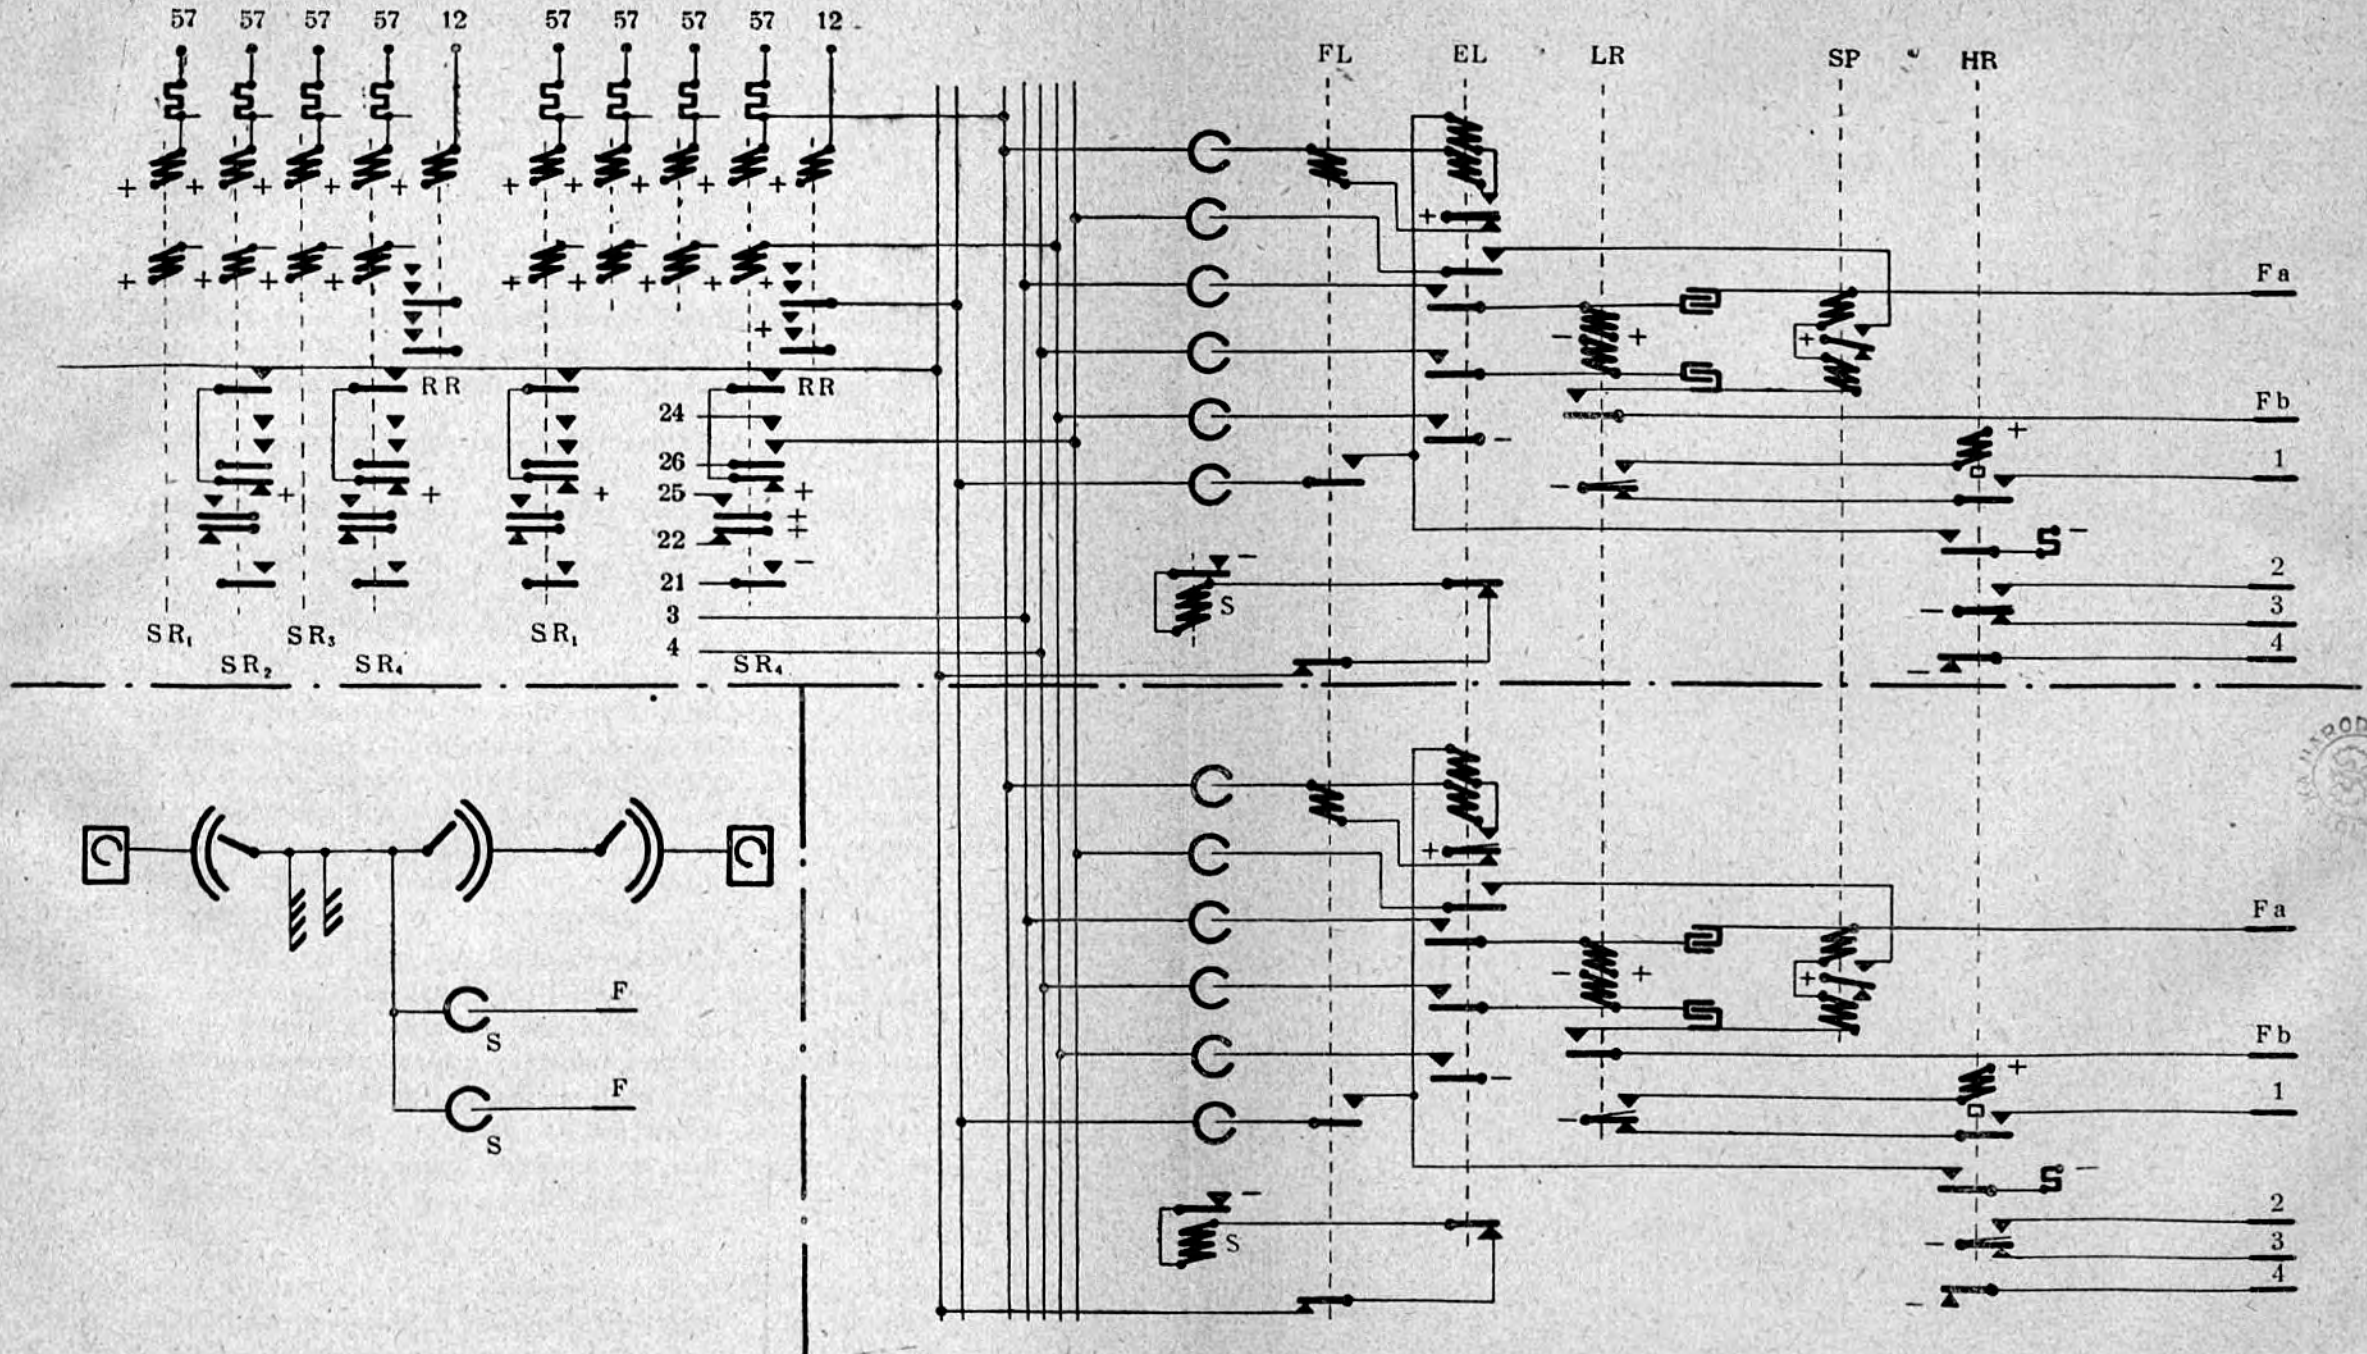 57 57 57 57 12 57 57 57 57 12
FL EL LR SP HR
+ + + + + + + + + +
+ + + + + + + + + +
Fa
+
- + +
RR RR
24
Fb
+
26
1
25
+ + + +
-
+
+
22
-
-
-
21
2
S
3
- 3
4
4
-
SR₁ SR₃ SR₁
SR₂ SR₄ SR₄
+
Fa
- + +
F
S
Fb
-
+
F
1
-
S
-
-
2
S
- 3
4
-